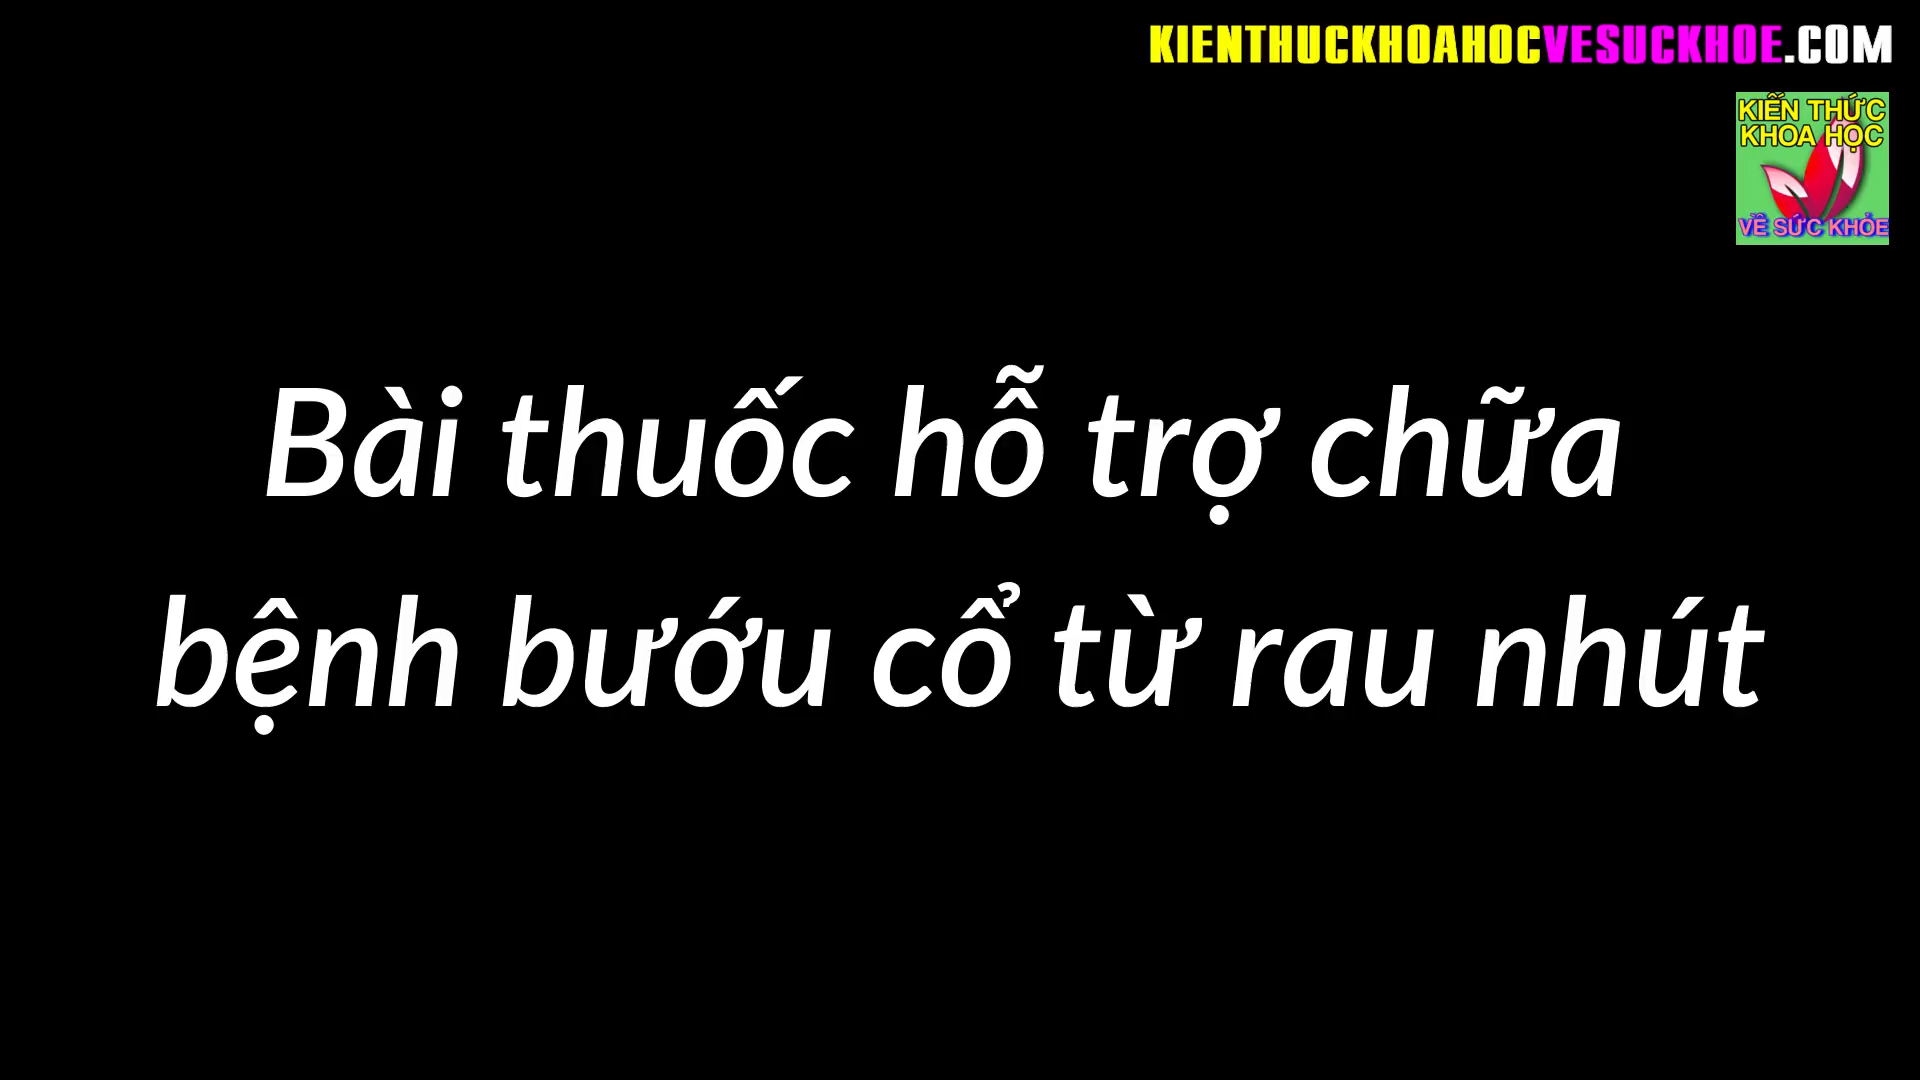 KIENTHUCKHOAHOCVESUCKHOE.COM
KIẾN THỨC
KHOA HỌC
VỀ SỨC KHỎE
Bài thuốc hỗ trợ chữa
bệnh bướu cổ từ rau nhút